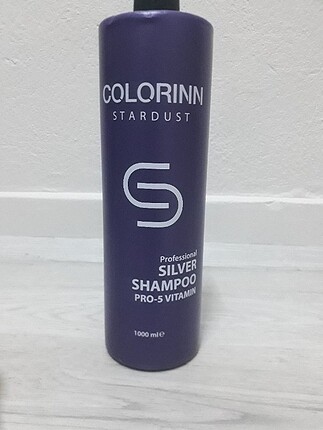 COLORINN
STARDUST
Professional
SILVER
SHAMPOO
PRO-5 VITAMIN
1000 ml℮